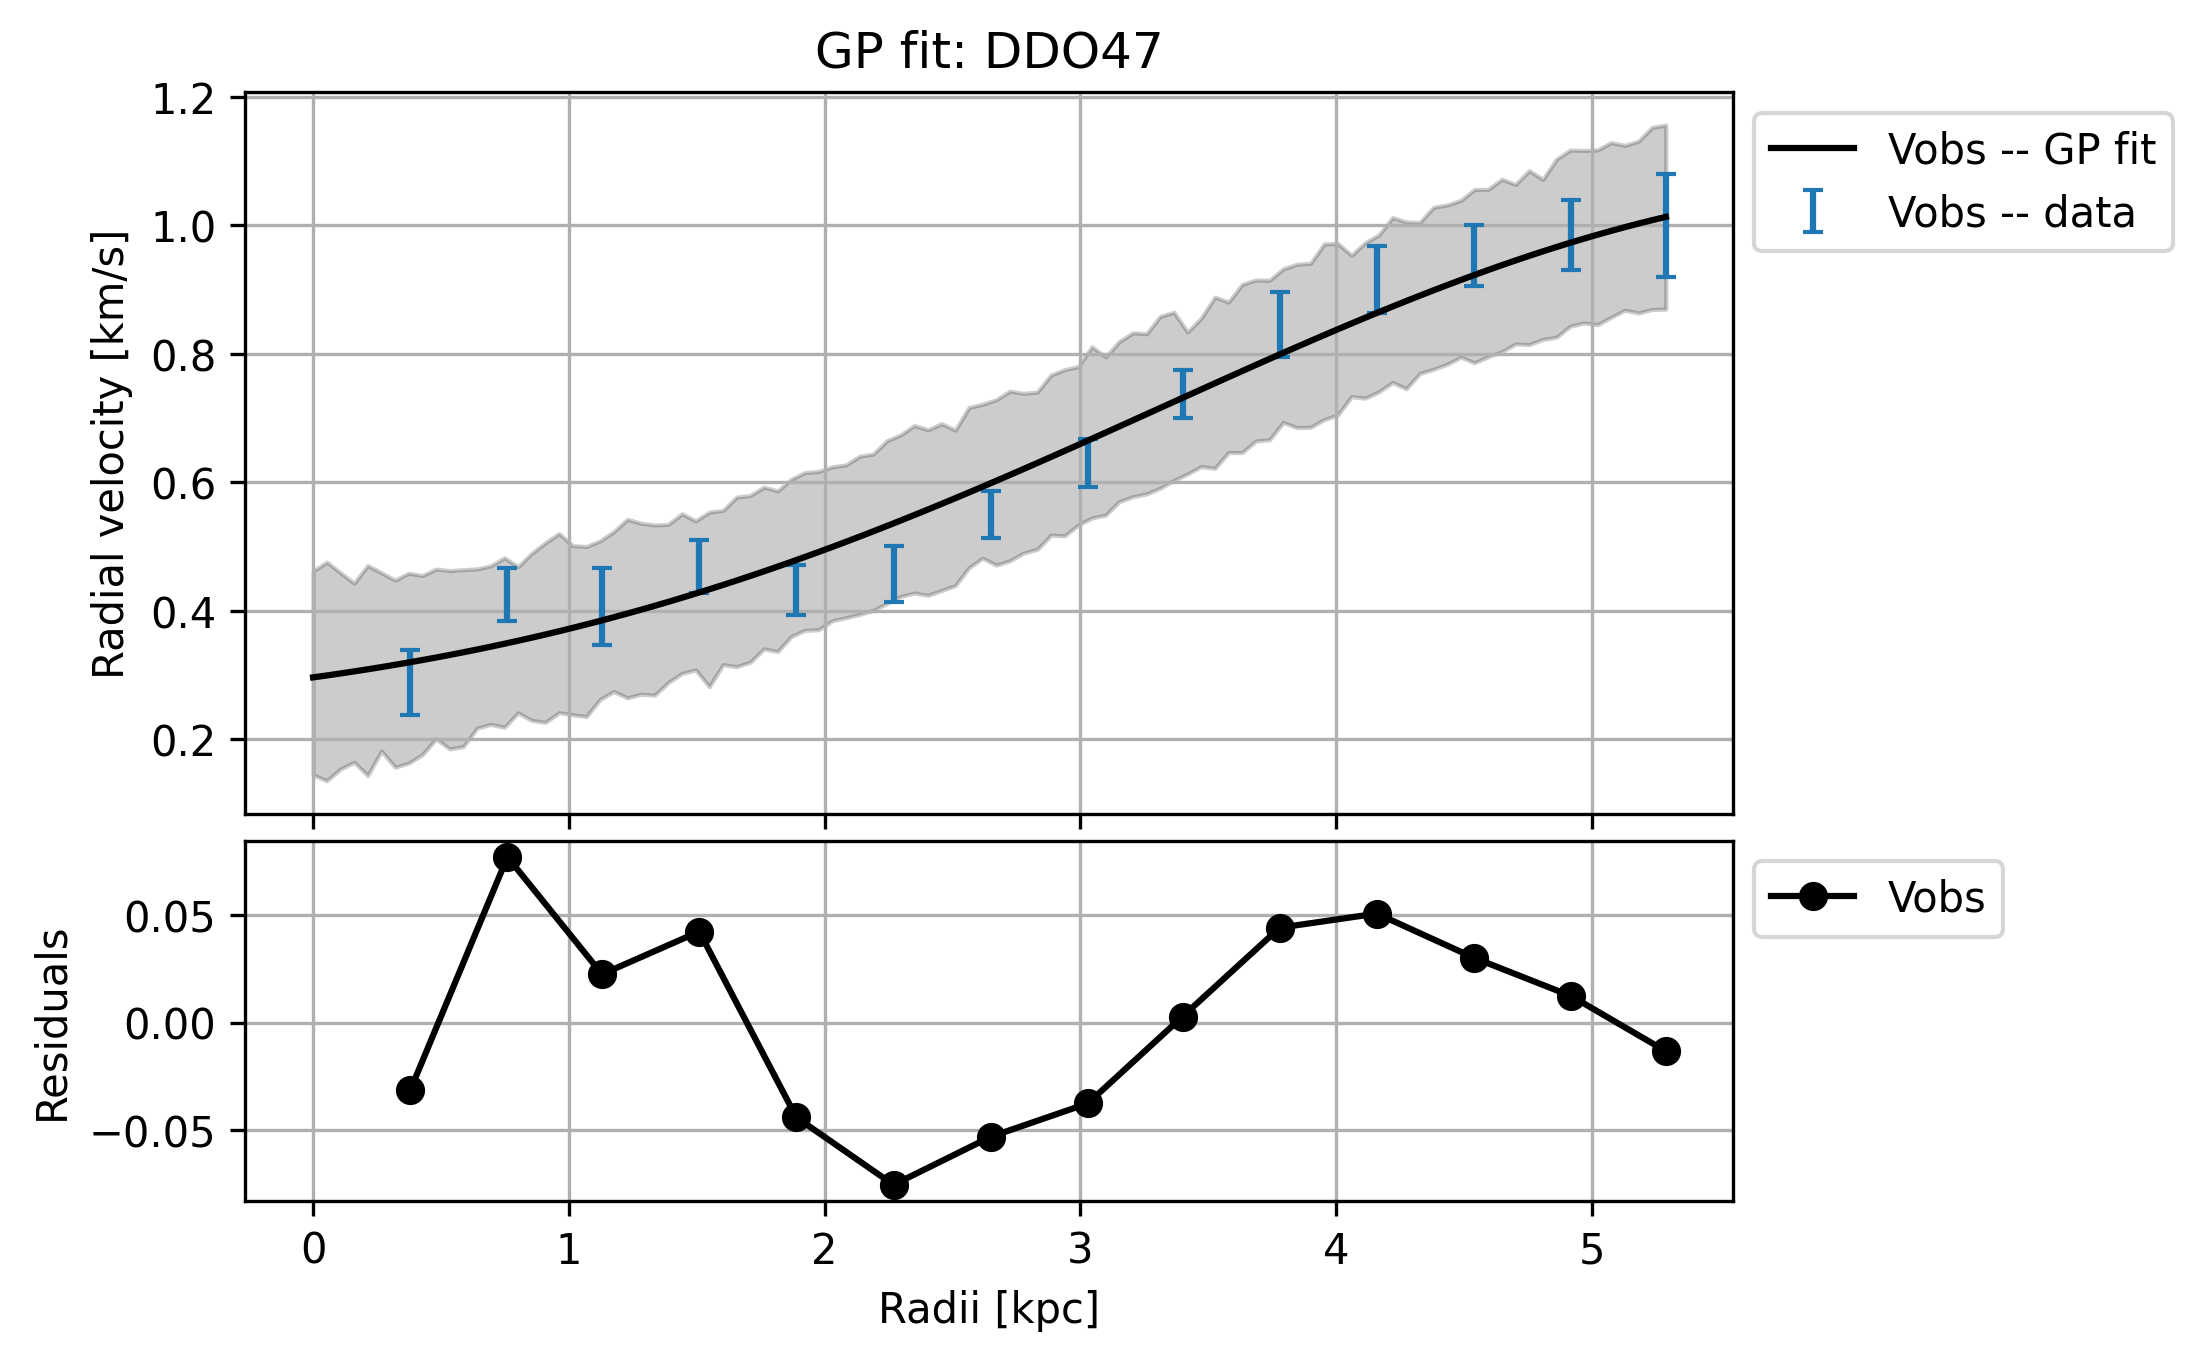 GP fit: DDO47
1.2
1.0
0.8
0.6
0.4
0.2
Radial velocity [km/s]
Vobs -- GP fit
Vobs -- data
0.05
0.00
−0.05
Residuals
Vobs
0 1 2 3 4 5
Radii [kpc]